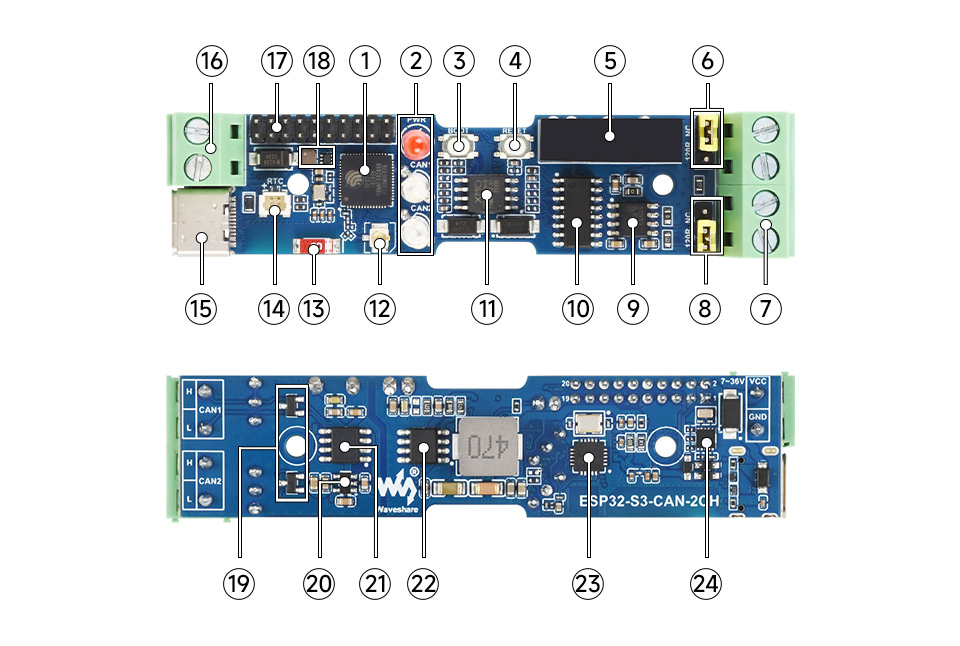 16 17 18 1 2 3 4 5 6
PWR
BOOT
RESET
NC
120R
CAN1
RTC
CAN2
NC
120R
15 14 13 12 11 10 9 8 7
20
2
7~36V
VCC
H
CAN1
L
19
1
GND
470
H
CAN2
L
®
Waveshare
ESP32-S3-CAN-2CH
19 20 21 22 23 24